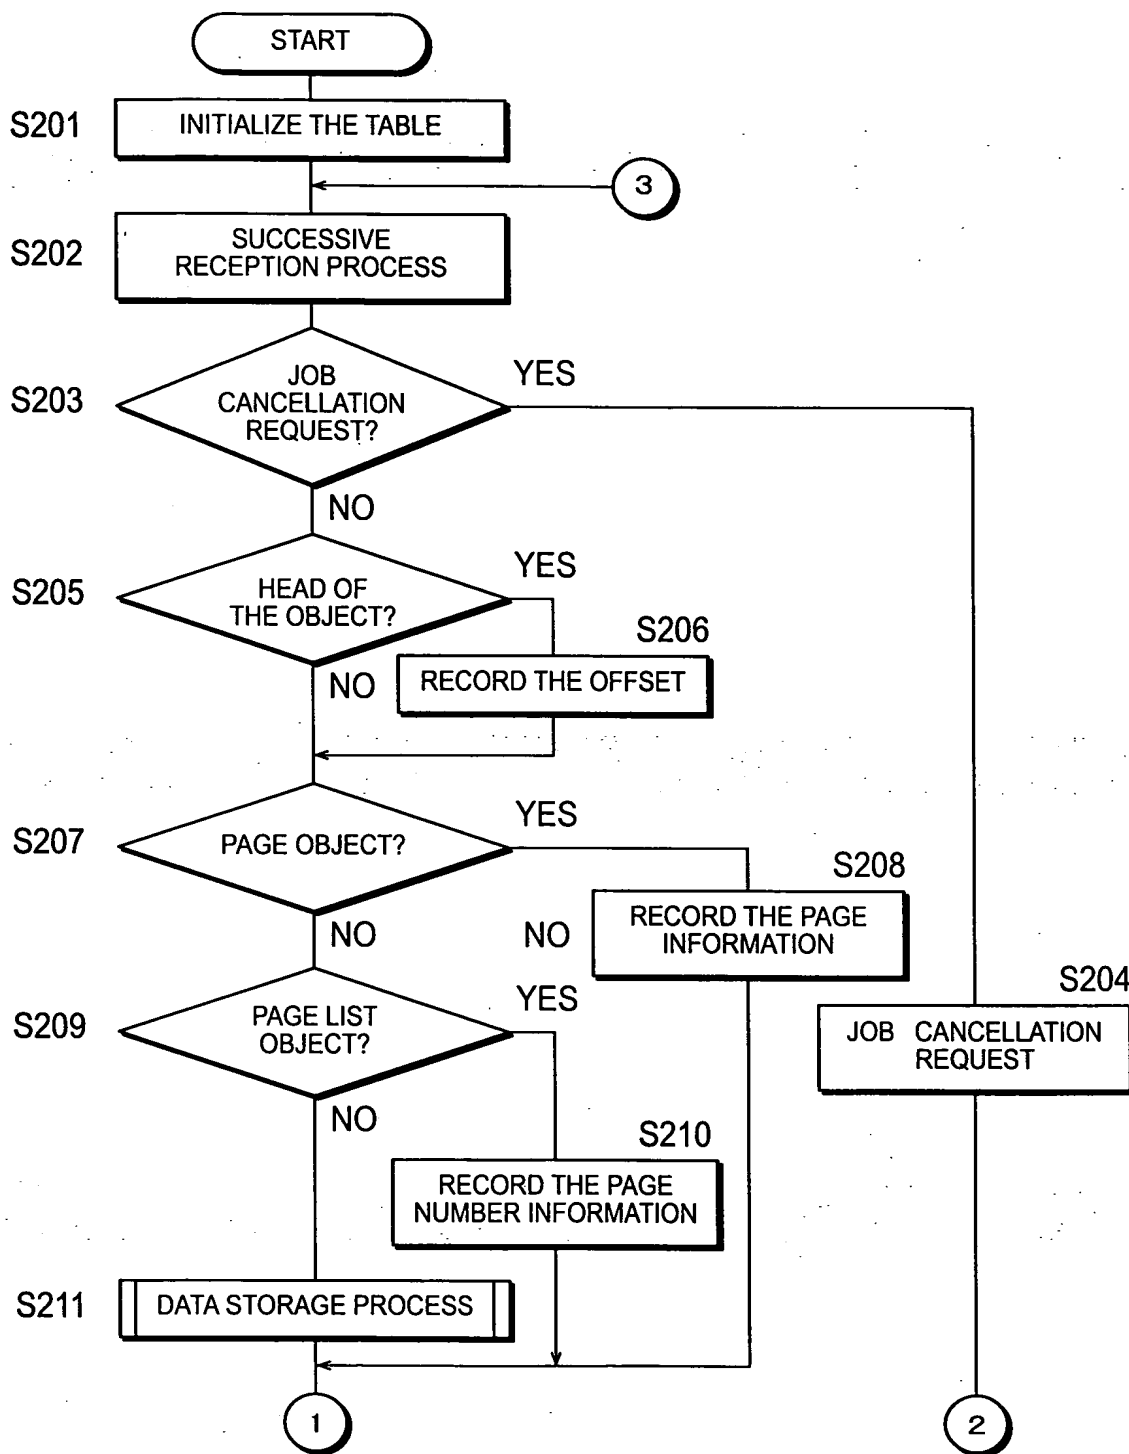 START
S201
INITIALIZE THE TABLE
3
S202
SUCCESSIVE
RECEPTION PROCESS
S203
JOB
CANCELLATION
REQUEST?
YES
NO
S205
HEAD OF
THE OBJECT?
YES
S206
RECORD THE OFFSET
NO
S207
PAGE OBJECT?
YES
S208
RECORD THE PAGE
INFORMATION
NO
NO
S209
PAGE LIST
OBJECT?
YES
S204
JOB CANCELLATION
REQUEST
NO
S210
RECORD THE PAGE
NUMBER INFORMATION
S211
DATA STORAGE PROCESS
1
2